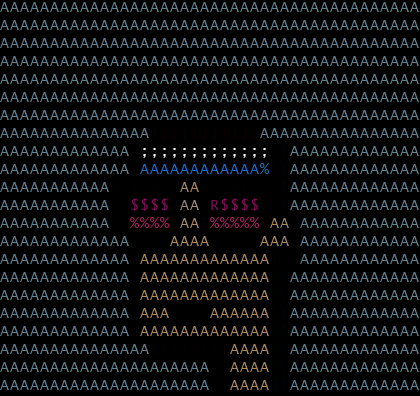 AAAAAAAAAAAAAAAAAAAAAAAAAAAAAAAAAAAAAAAAAA
AAAAAAAAAAAAAAAAAAAAAAAAAAAAAAAAAAAAAAAAAA
AAAAAAAAAAAAAAAAAAAAAAAAAAAAAAAAAAAAAAAAAA
AAAAAAAAAAAAAAAAAAAAAAAAAAAAAAAAAAAAAAAAAA
AAAAAAAAAAAAAAAAAAAAAAAAAAAAAAAAAAAAAAAAAA
AAAAAAAAAAAAAAAAAAAAAAAAAAAAAAAAAAAAAAAAAA
AAAAAAAAAAAAAAAAAAAAAAAAAAAAAAAAAAAAAAAAAA
AAAAAAAAAAAAAAA           AAAAAAAAAAAAAAAA
AAAAAAAAAAAAA ;;;;;;;;;;;;;  AAAAAAAAAAAAA
AAAAAAAAAAAAA AAAAAAAAAAAA%  AAAAAAAAAAAAA
AAAAAAAAAAA       AA         AAAAAAAAAAAAA
AAAAAAAAAAA  $$$$ AA R$$$$   AAAAAAAAAAAAA
AAAAAAAAAAA  %%%% AA %%%%% AA AAAAAAAAAAAA
AAAAAAAAAAAAA    AAAA     AAA AAAAAAAAAAAA
AAAAAAAAAAAAA AAAAAAAAAAAAA   AAAAAAAAAAAA
AAAAAAAAAAAAA AAAAAAAAAAAAA  AAAAAAAAAAAAA
AAAAAAAAAAAAA AAAAAAAAAAAAA  AAAAAAAAAAAAA
AAAAAAAAAAAAA AAA    AAAAAA  AAAAAAAAAAAAA
AAAAAAAAAAAAA AAAAAAAAAAAAA  AAAAAAAAAAAAA
AAAAAAAAAAAAAAA        AAAA  AAAAAAAAAAAAA
AAAAAAAAAAAAAAAAAAAAA  AAAA  AAAAAAAAAAAAA
AAAAAAAAAAAAAAAAAAAAA  AAAA  AAAAAAAAAAAAA